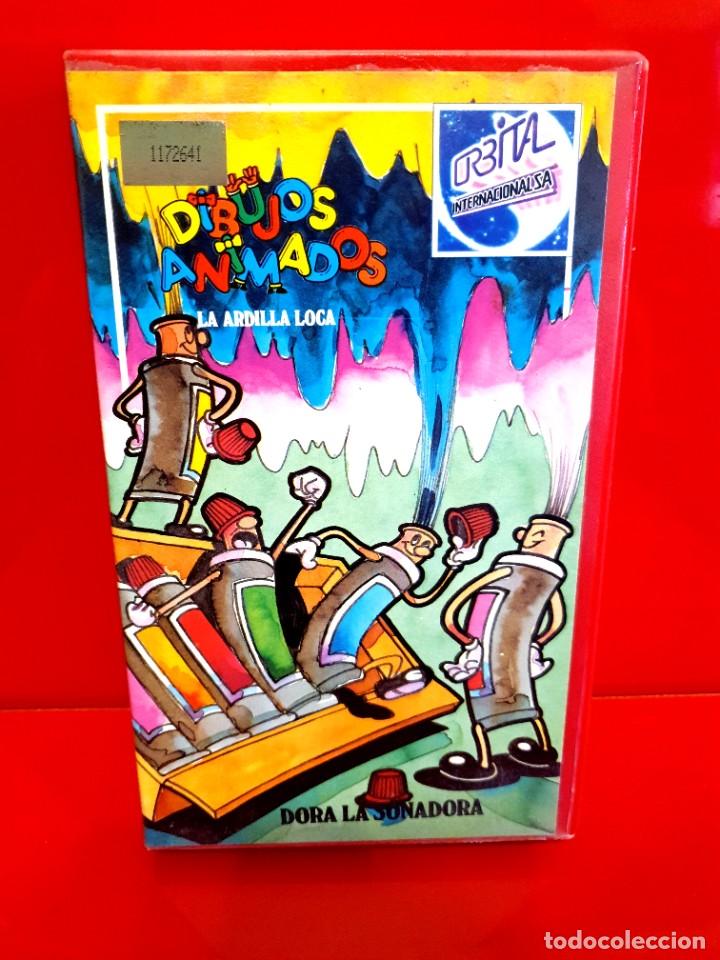 1172641
ORBITAL
INTERNACIONAL SA
DIBUJOS
ANIMADOS
LA ARDILLA LOCA
DORA LA SOÑADORA
todocoleccion